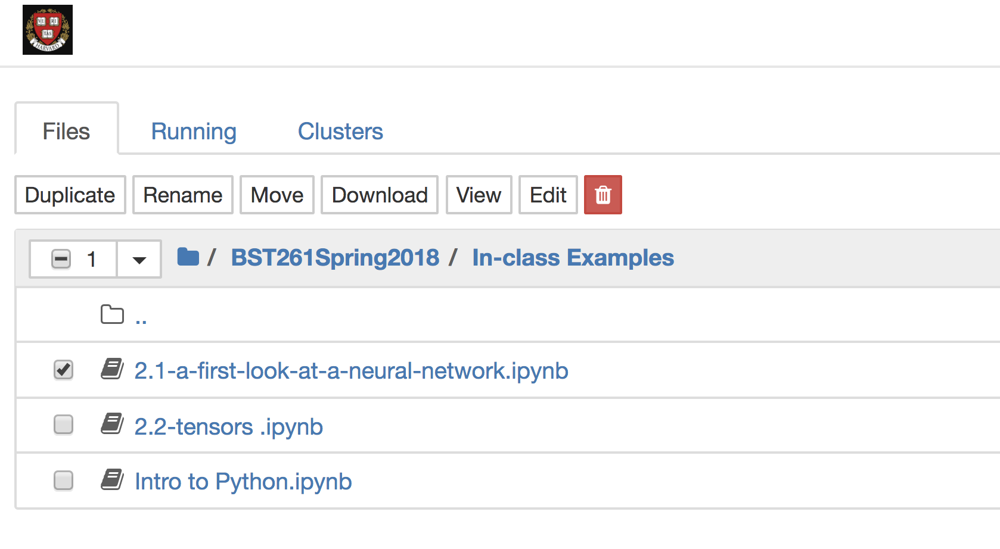 VE RI
TAS
HARVARD
Files Running Clusters
Duplicate Rename Move Download View Edit
1 / BST261Spring2018 / In-class Examples
..
2.1-a-first-look-at-a-neural-network.ipynb
2.2-tensors .ipynb
Intro to Python.ipynb